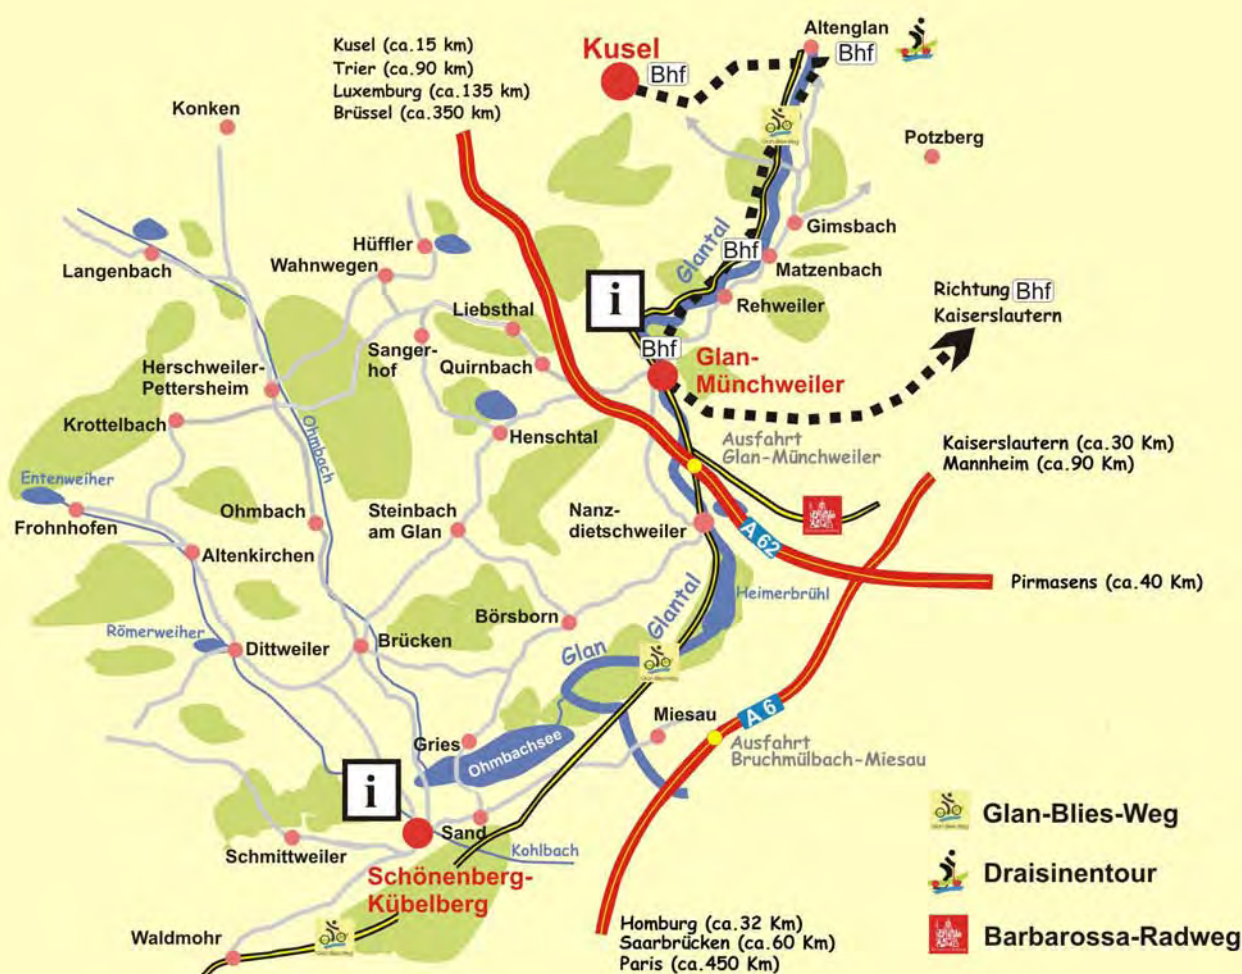 Altenglan
Bhf
Kusel
Bhf
Kusel (ca.15 km)
Trier (ca.90 km)
Luxemburg (ca.135 km)
Brüssel (ca.350 km)
Konken
Potzberg
Gimsbach
Glantal
Bhf
Matzenbach
Hüffler
Langenbach
Wahnwegen
Rehweiler
Richtung Bhf
Kaiserslautern
i
Liebsthal
Sanger-
hof
Quirnbach
Bhf
Glan-
Münchweiler
Herschweiler-
Pettersheim
Krottelbach
Ohmbach
Henschtal
Ausfahrt
Glan-Münchweiler
Kaiserslautern (ca.30 Km)
Mannheim (ca.90 Km)
Entenweiher
Frohnhofen
Ohmbach
Steinbach
am Glan
Nanz-
dietschweiler
A 62
Altenkirchen
Pirmasens (ca.40 Km)
Heimerbrühl
Börsborn
Glantal
Römerweiher
Dittweiler
Brücken
Glan
Miesau
A 6
Gries
Ohmbachsee
Ausfahrt
Bruchmülbach-Miesau
i
Sand
Schmittweiler
Kohlbach
Schönenberg-
Kübelberg
Waldmohr
Homburg (ca.32 Km)
Saarbrücken (ca.60 Km)
Paris (ca.450 Km)
Glan-Blies-Weg
Draisinentour
Barbarossa-Radweg